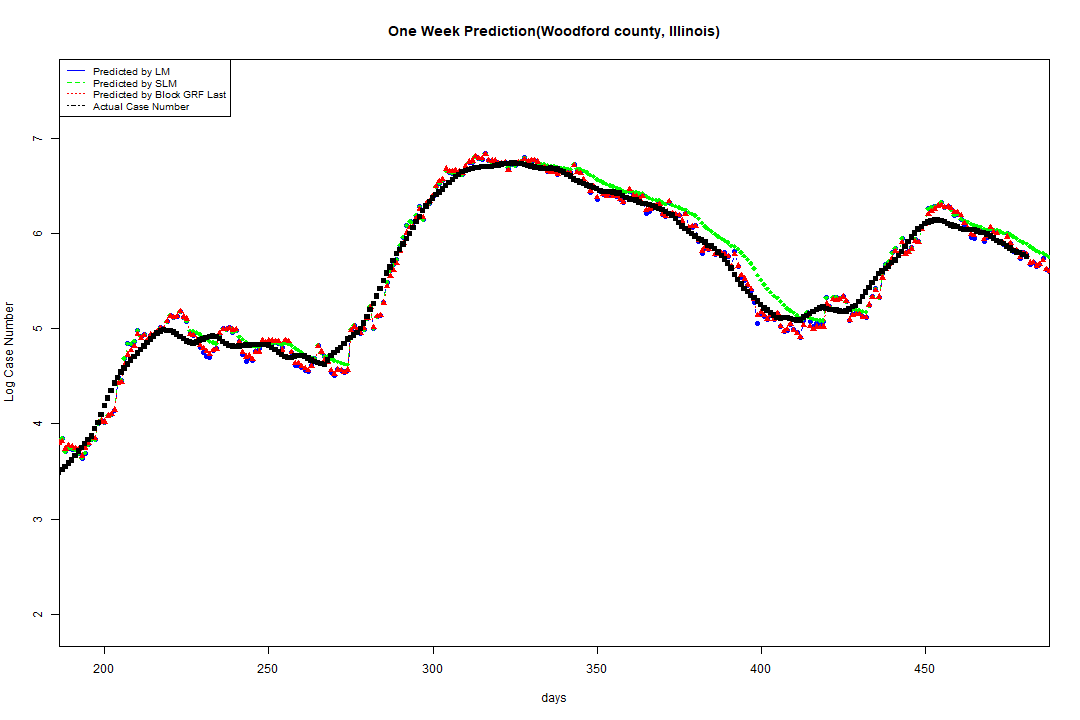 One Week Prediction(Woodford county, Illinois)
Predicted by LM
Predicted by SLM
Predicted by Block GRF Last
Actual Case Number
Log Case Number
7
6
5
4
3
2
200 250 300 350 400 450
days